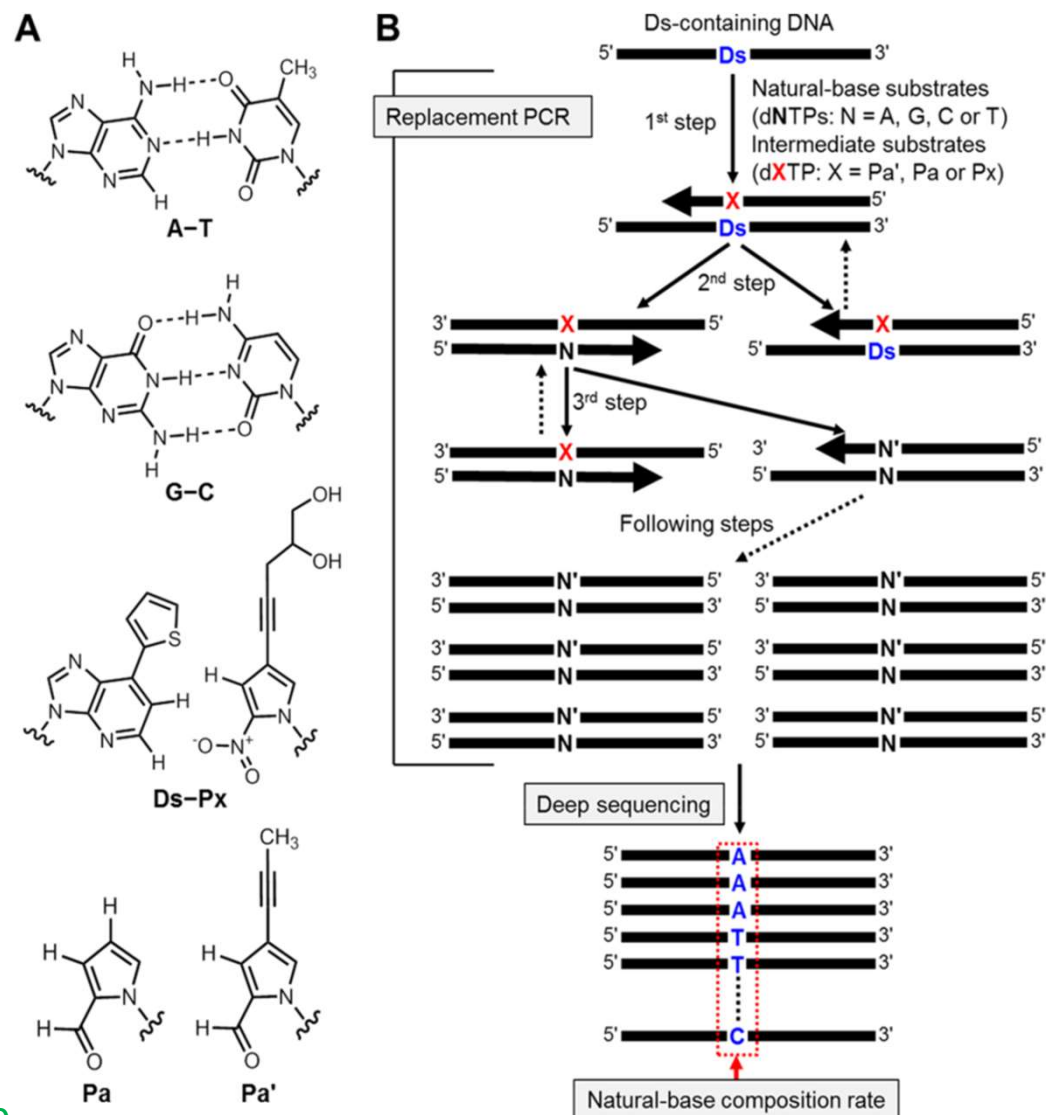 A
H
N
H
O
CH3
N
N
N
N
H
H
N
N
O
A–T
H
O
H
N
N
N
N
H
N
N
N
N
H
O
H
G–C
OH
OH
S
N
N
N
H
H
H
N
-O
N+
O
Ds–Px
CH3
H
H
N
H
O
H
N
H
O
Pa
Pa'
B
Ds-containing DNA
5' Ds 3'
Replacement PCR
1st step
Natural-base substrates
(dNTPs: N = A, G, C or T)
Intermediate substrates
(dXTP: X = Pa', Pa or Px)
X 5'
5' Ds 3'
2nd step
3' X 5'
5' N
X 5'
5' Ds 3'
3rd step
3' X 5'
5' N
3' N' 5'
5' N 3'
Following steps
3' N' 5' 3' N' 5'
5' N 3' 5' N 3'
3' N' 5' 3' N' 5'
5' N 3' 5' N 3'
3' N' 5' 3' N' 5'
5' N 3' 5' N 3'
Deep sequencing
5' A 3'
5' A 3'
5' A 3'
5' T 3'
5' T 3'
5' C 3'
Natural-base composition rate